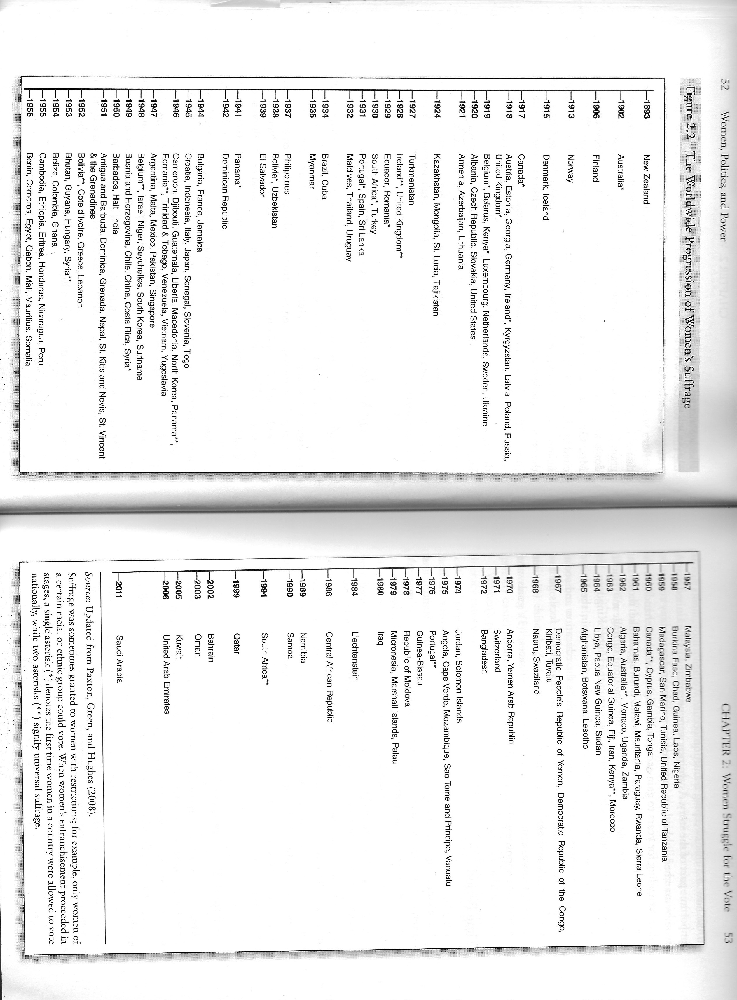 52 Women, Politics, and Power
Figure 2.2 The Worldwide Progression of Women's Suffrage
1893 New Zealand
1902 Australia*
1906 Finland
1913 Norway
1915 Denmark, Iceland
1917 Canada*
1918 Austria, Estonia, Georgia, Germany, Ireland*, Kyrgyzstan, Latvia, Poland, Russia,
United Kingdom*
1919 Belgium*, Belarus, Kenya*, Luxembourg, Netherlands, Sweden, Ukraine
1920 Albania, Czech Republic, Slovakia, United States
1921 Armenia, Azerbaijan, Lithuania
1924 Kazakhstan, Mongolia, St. Lucia, Tajikistan
1927 Turkmenistan
1928 Ireland**, United Kingdom**
1929 Ecuador, Romania*
1930 South Africa*, Turkey
1931 Portugal*, Spain, Sri Lanka
1932 Maldives, Thailand, Uruguay
1934 Brazil, Cuba
1935 Myanmar
1937 Philippines
1938 Bolivia*, Uzbekistan
1939 El Salvador
1941 Panama*
1942 Dominican Republic
1944 Bulgaria, France, Jamaica
1945 Croatia, Indonesia, Italy, Japan, Senegal, Slovenia, Togo
1946 Cameroon, Djibouti, Guatemala, Liberia, Macedonia, North Korea, Panama**,
Romania**, Trinidad & Tobago, Venezuela, Vietnam, Yugoslavia
1947 Argentina, Malta, Mexico, Pakistan, Singapore
1948 Belgium**, Israel, Niger, Seychelles, South Korea, Suriname
1949 Bosnia and Herzegovina, Chile, China, Costa Rica, Syria*
1950 Barbados, Haiti, India
1951 Antigua and Barbuda, Dominica, Grenada, Nepal, St. Kitts and Nevis, St. Vincent
& the Grenadines
1952 Bolivia**, Cote d'Ivoire, Greece, Lebanon
1953 Bhutan, Guyana, Hungary, Syria**
1954 Belize, Colombia, Ghana
1955 Cambodia, Ethiopia, Eritrea, Honduras, Nicaragua, Peru
1956 Benin, Comoros, Egypt, Gabon, Mali, Mauritius, Somalia
CHAPTER 2: Women Struggle for the Vote 53
1957 Malaysia, Zimbabwe
1958 Burkina Faso, Chad, Guinea, Laos, Nigeria
1959 Madagascar, San Marino, Tunisia, United Republic of Tanzania
1960 Canada**, Cyprus, Gambia, Tonga
1961 Bahamas, Burundi, Malawi, Mauritania, Paraguay, Rwanda, Sierra Leone
1962 Algeria, Australia**, Monaco, Uganda, Zambia
1963 Congo, Equatorial Guinea, Fiji, Iran, Kenya**, Morocco
1964 Libya, Papua New Guinea, Sudan
1965 Afghanistan, Botswana, Lesotho
1967 Democratic People's Republic of Yemen, Democratic Republic of the Congo,
Kiribati, Tuvalu
1968 Nauru, Swaziland
1970 Andorra, Yemen Arab Republic
1971 Switzerland
1972 Bangladesh
1974 Jordan, Solomon Islands
1975 Angola, Cape Verde, Mozambique, Sao Tome and Principe, Vanuatu
1976 Portugal**
1977 Guinea-Bissau
1978 Republic of Moldova
1979 Micronesia, Marshall Islands, Palau
1980 Iraq
1984 Liechtenstein
1986 Central African Republic
1989 Namibia
1990 Samoa
1994 South Africa**
1999 Qatar
2002 Bahrain
2003 Oman
2005 Kuwait
2006 United Arab Emirates
2011 Saudi Arabia
Source: Updated from Paxton, Green, and Hughes (2008).
Suffrage was sometimes granted to women with restrictions; for example, only women of
a certain racial or ethnic group could vote. When women's enfranchisement proceeded in
stages, a single asterisk (*) denotes the first time women in a country were allowed to vote
nationally, while two asterisks (**) signify universal suffrage.